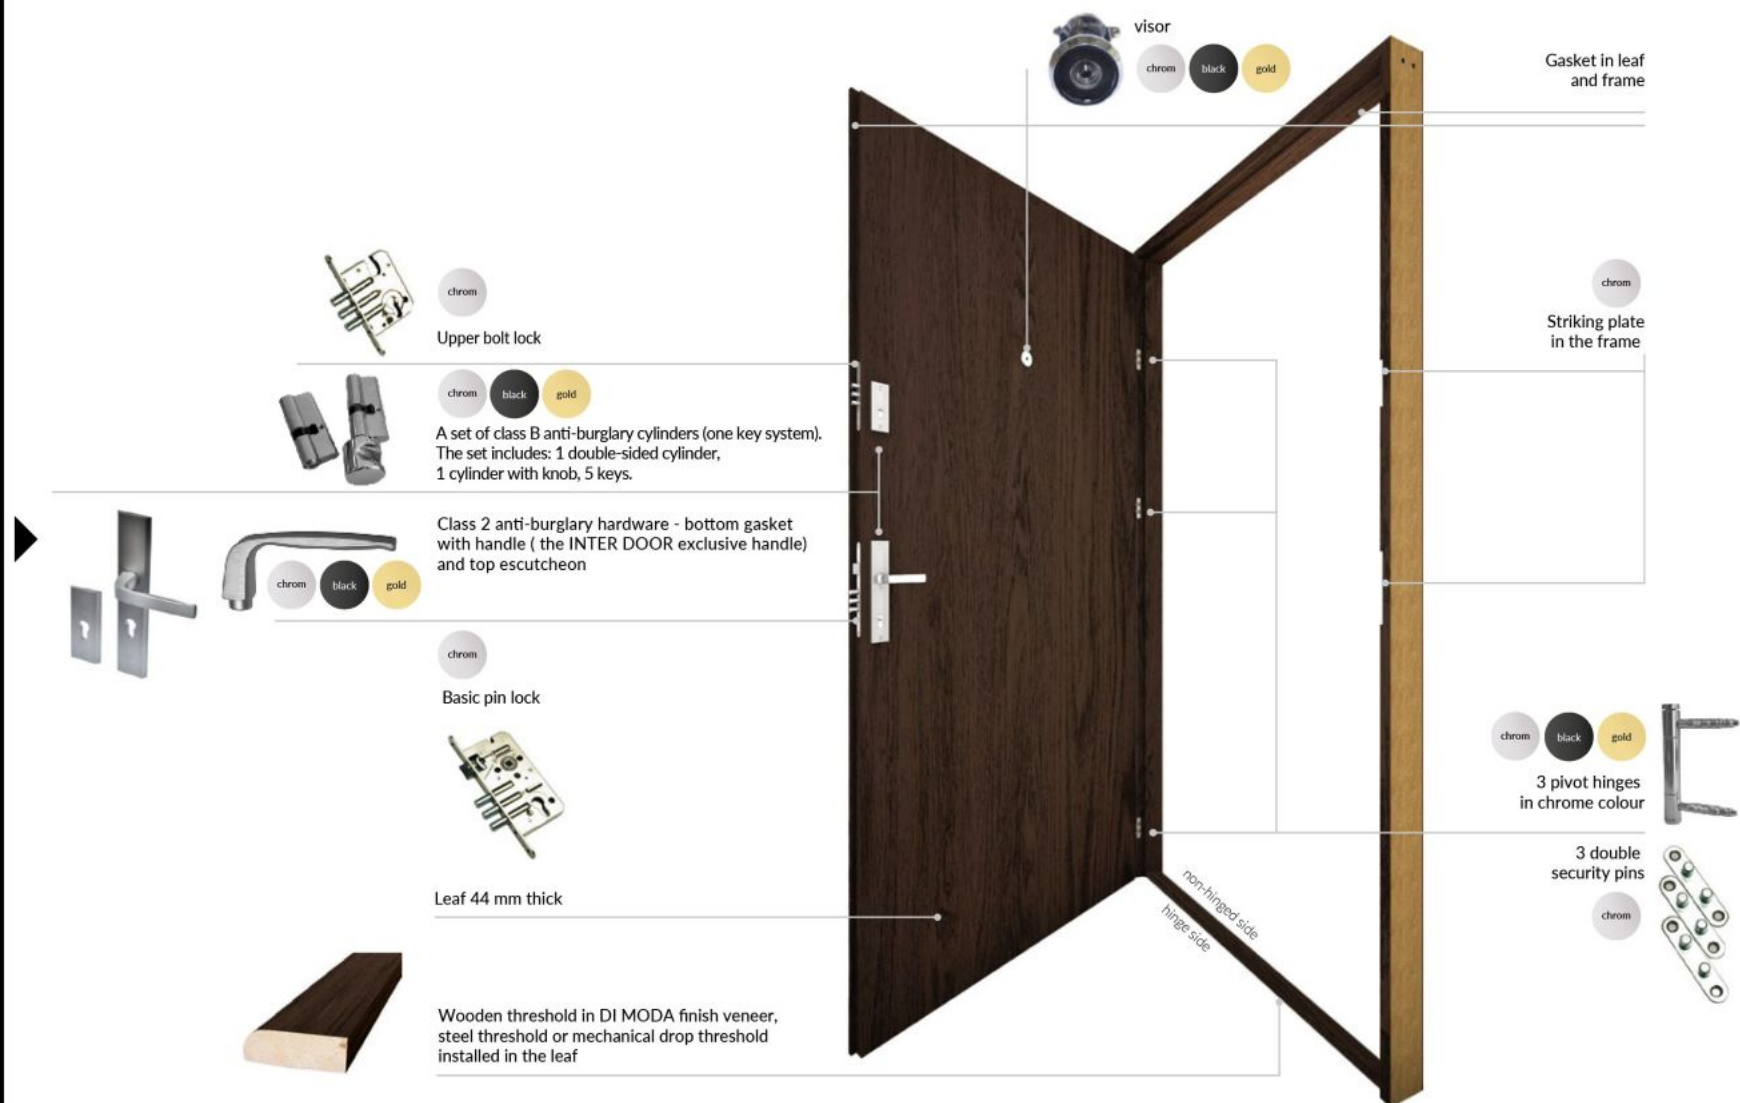 visor
chrom
black
gold
Gasket in leaf
and frame
chrom
Upper bolt lock
chrom
black
gold
A set of class B anti-burglary cylinders (one key system).
The set includes: 1 double-sided cylinder,
1 cylinder with knob, 5 keys.
Class 2 anti-burglary hardware - bottom gasket
with handle ( the INTER DOOR exclusive handle)
and top escutcheon
chrom
black
gold
chrom
Basic pin lock
Leaf 44 mm thick
Wooden threshold in DI MODA finish veneer,
steel threshold or mechanical drop threshold
installed in the leaf
chrom
Striking plate
in the frame
chrom
black
gold
3 pivot hinges
in chrome colour
3 double
security pins
chrom
non-hinged side
hinge side